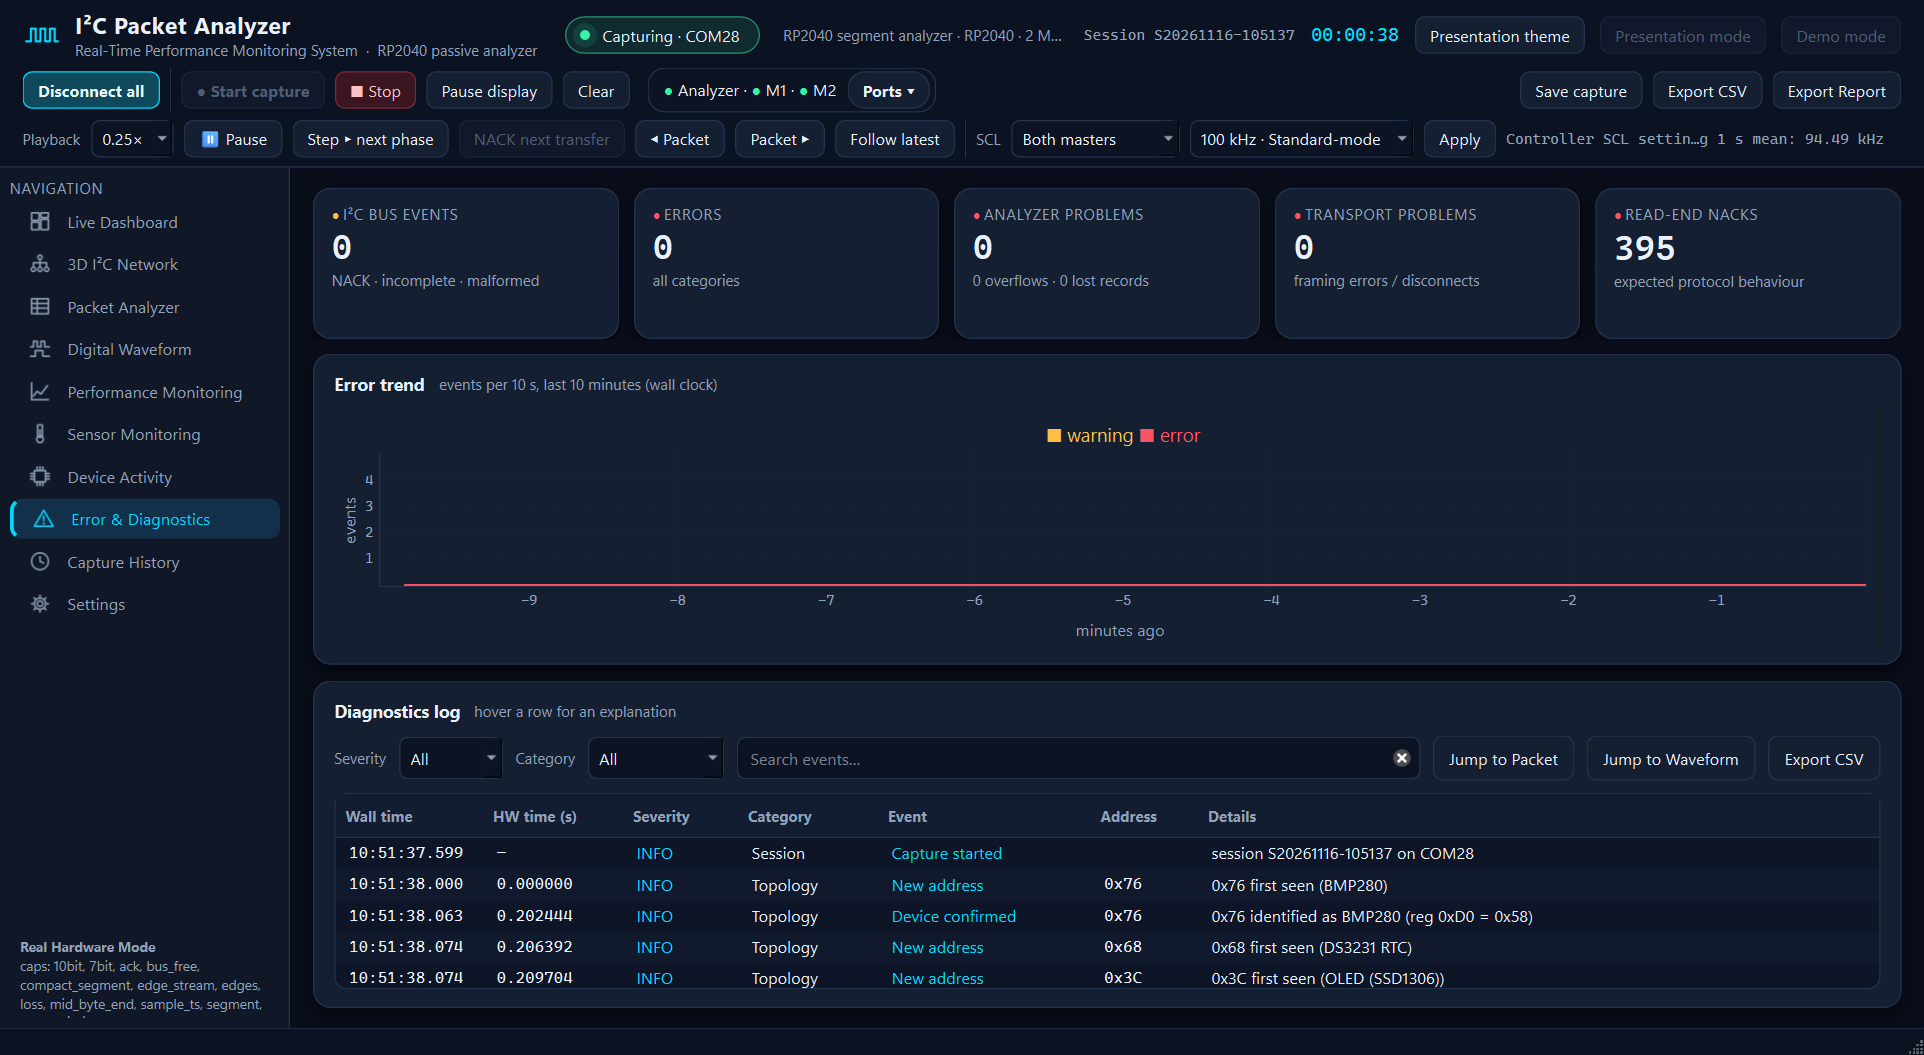 I²C Packet Analyzer
Real-Time Performance Monitoring System · RP2040 passive analyzer
Capturing · COM28
RP2040 segment analyzer · RP2040 · 2 M...
Session S20261116-105137
00:00:38
Presentation theme
Presentation mode
Demo mode
Disconnect all
● Start capture
■ Stop
Pause display
Clear
● Analyzer · ● M1 · ● M2
Ports ▾
Save capture
Export CSV
Export Report
Playback
0.25×
Pause
Step ▸ next phase
NACK next transfer
◂ Packet
Packet ▸
Follow latest
SCL
Both masters
100 kHz · Standard-mode
Apply
Controller SCL settin…g 1 s mean: 94.49 kHz
NAVIGATION
Live Dashboard
3D I²C Network
Packet Analyzer
Digital Waveform
Performance Monitoring
Sensor Monitoring
Device Activity
Error & Diagnostics
Capture History
Settings
Real Hardware Mode
caps: 10bit, 7bit, ack, bus_free,
compact_segment, edge_stream, edges,
loss, mid_byte_end, sample_ts, segment,
● I²C BUS EVENTS
0
NACK · incomplete · malformed
● ERRORS
0
all categories
● ANALYZER PROBLEMS
0
0 overflows · 0 lost records
● TRANSPORT PROBLEMS
0
framing errors / disconnects
● READ-END NACKS
395
expected protocol behaviour
Error trend events per 10 s, last 10 minutes (wall clock)
warning error
events
4
3
2
1
−9 −8 −7 −6 −5 −4 −3 −2 −1
minutes ago
Diagnostics log hover a row for an explanation
Severity All Category All Search events... Jump to Packet Jump to Waveform Export CSV
Wall time HW time (s) Severity Category Event Address Details
10:51:37.599 — INFO Session Capture started session S20261116-105137 on COM28
10:51:38.000 0.000000 INFO Topology New address 0x76 0x76 first seen (BMP280)
10:51:38.063 0.202444 INFO Topology Device confirmed 0x76 0x76 identified as BMP280 (reg 0xD0 = 0x58)
10:51:38.074 0.206392 INFO Topology New address 0x68 0x68 first seen (DS3231 RTC)
10:51:38.074 0.209704 INFO Topology New address 0x3C 0x3C first seen (OLED (SSD1306))